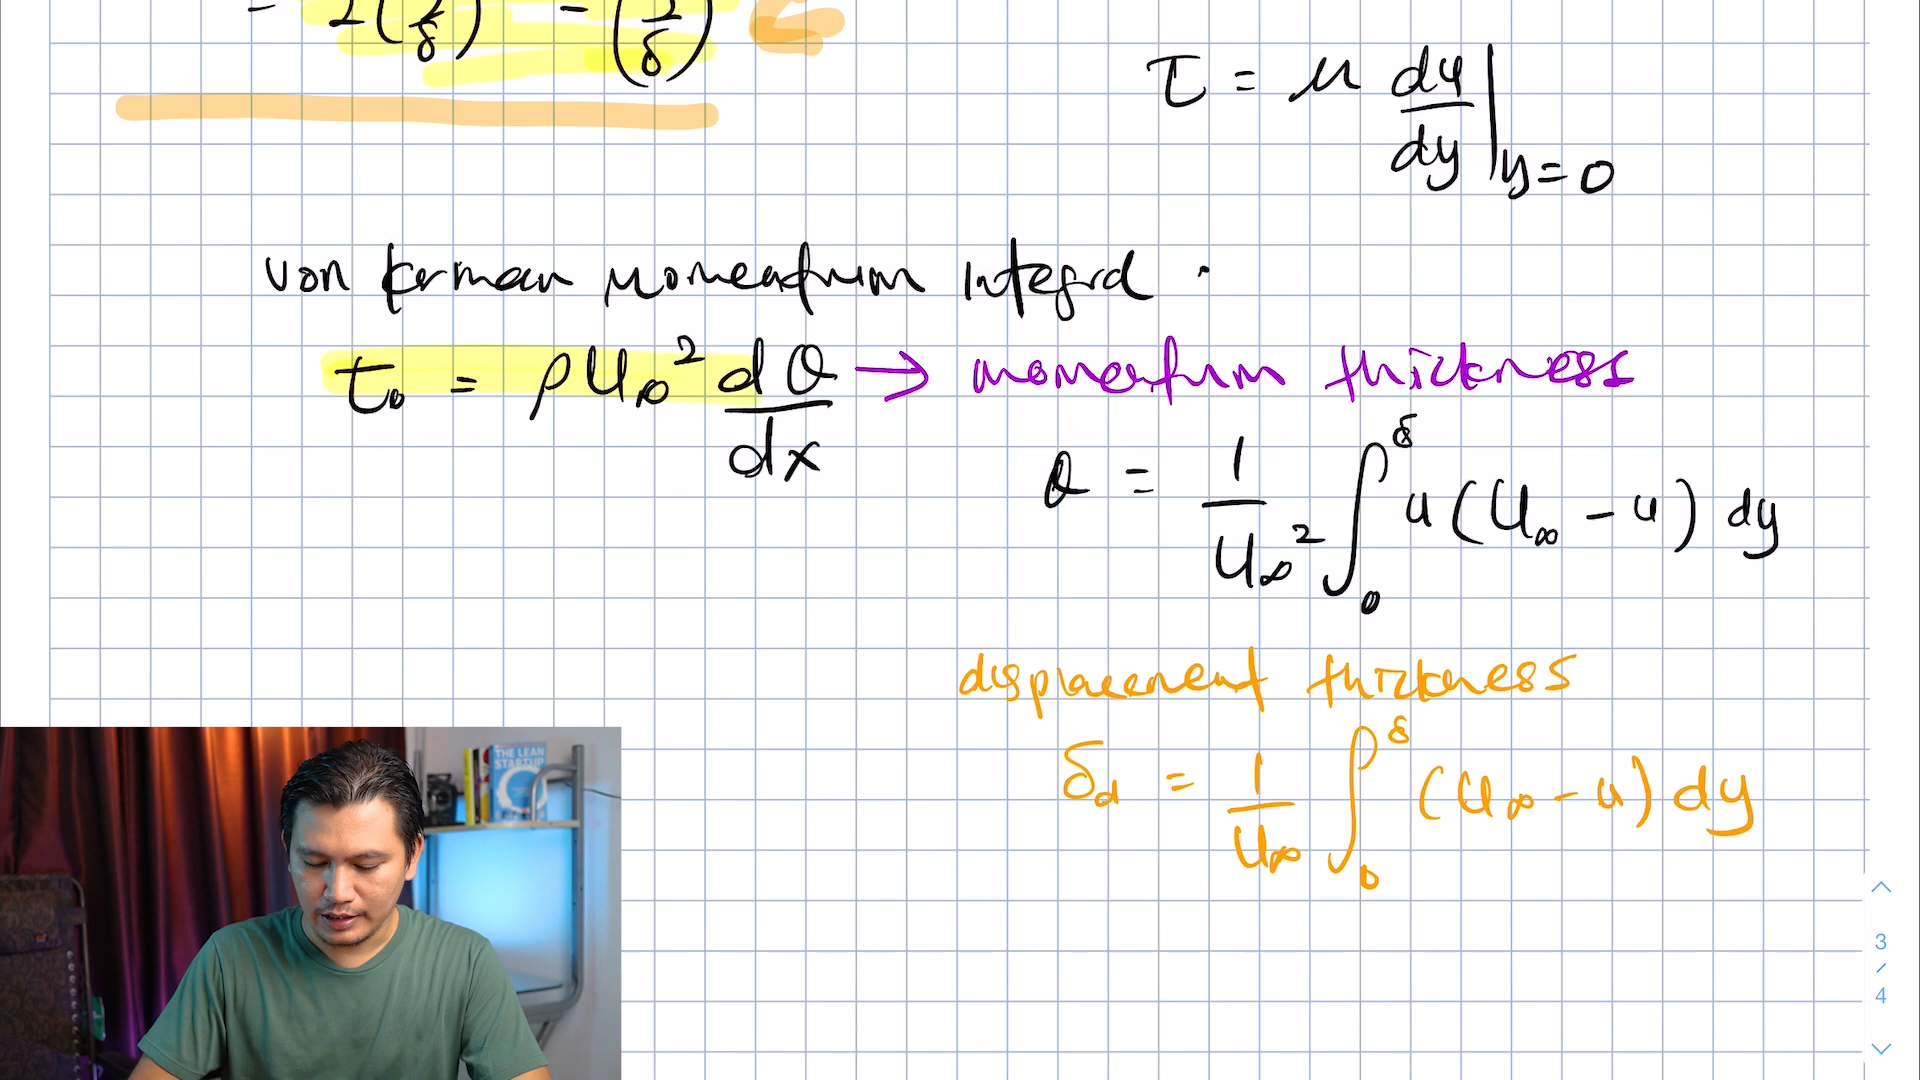 = 2(y/δ) = (y/δ)
τ = μ du/dy |y=0
von Karman Momentum Integral :
τ₀ = ρU∞² dθ/dx → momentum thickness
θ = 1/U∞² ∫₀^δ u(U∞ - u) dy
displacement thickness
δd = 1/U∞ ∫₀^δ (U∞ - u) dy
THE LEAN
STARTUP
3
/
4